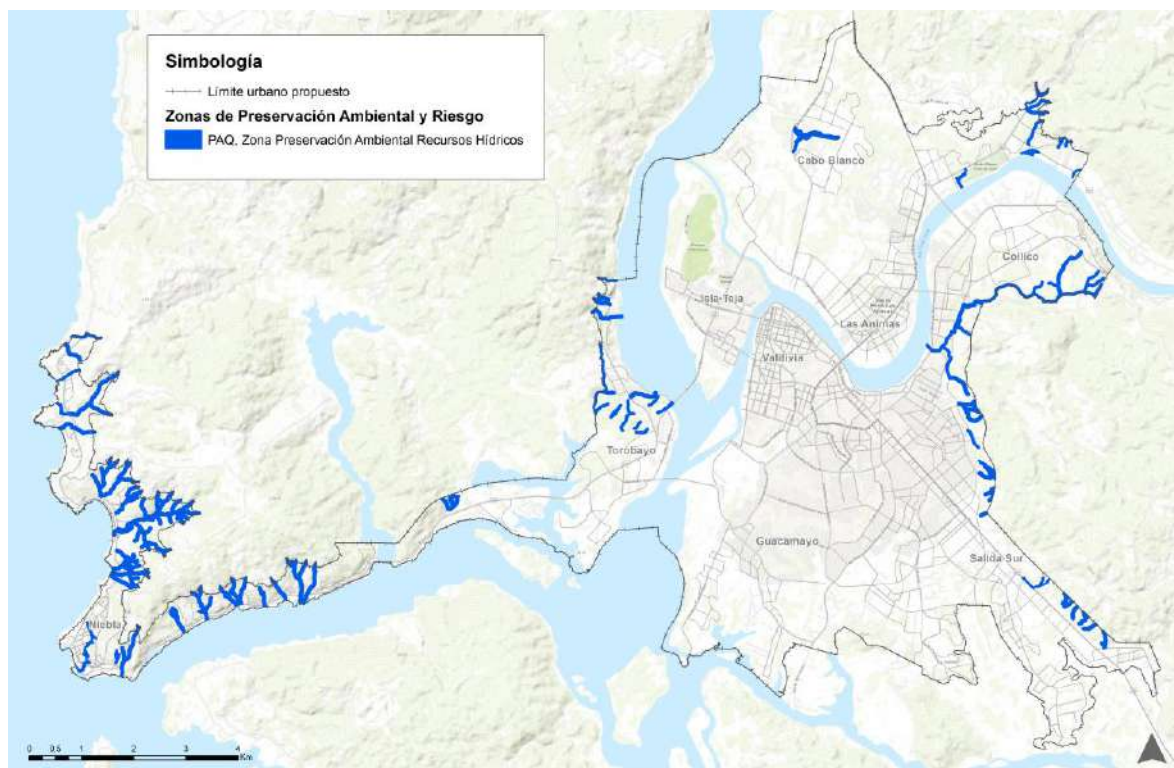 Simbología
Límite urbano propuesto
Zonas de Preservación Ambiental y Riesgo
PAQ, Zona Preservación Ambiental Recursos Hídricos
Cabo Blanco
Collico
Isla Teja
Las Animas
Valdivia
Torobayo
Guacamayo
Salida Sur
Niebla
0 0,5 1 2 3 4
Km